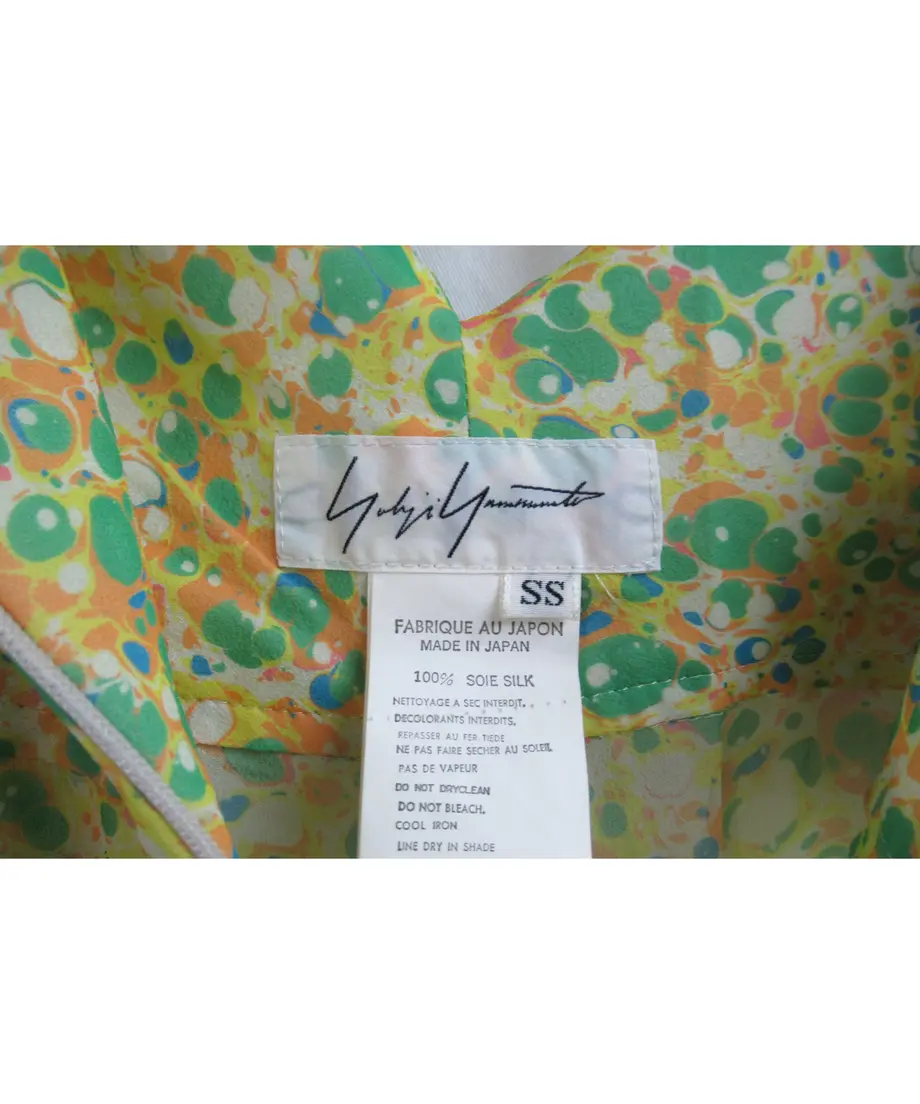 Yohji Yamamoto
SS
FABRIQUE AU JAPON
MADE IN JAPAN
100% SOIE SILK
NETTOYAGE A SEC INTERDIT.
DECOLORANTS INTERDITS.
REPASSER AU FER TIEDE
NE PAS FAIRE SECHER AU SOLEIL
PAS DE VAPEUR
DO NOT DRYCLEAN
DO NOT BLEACH.
COOL IRON
LINE DRY IN SHADE